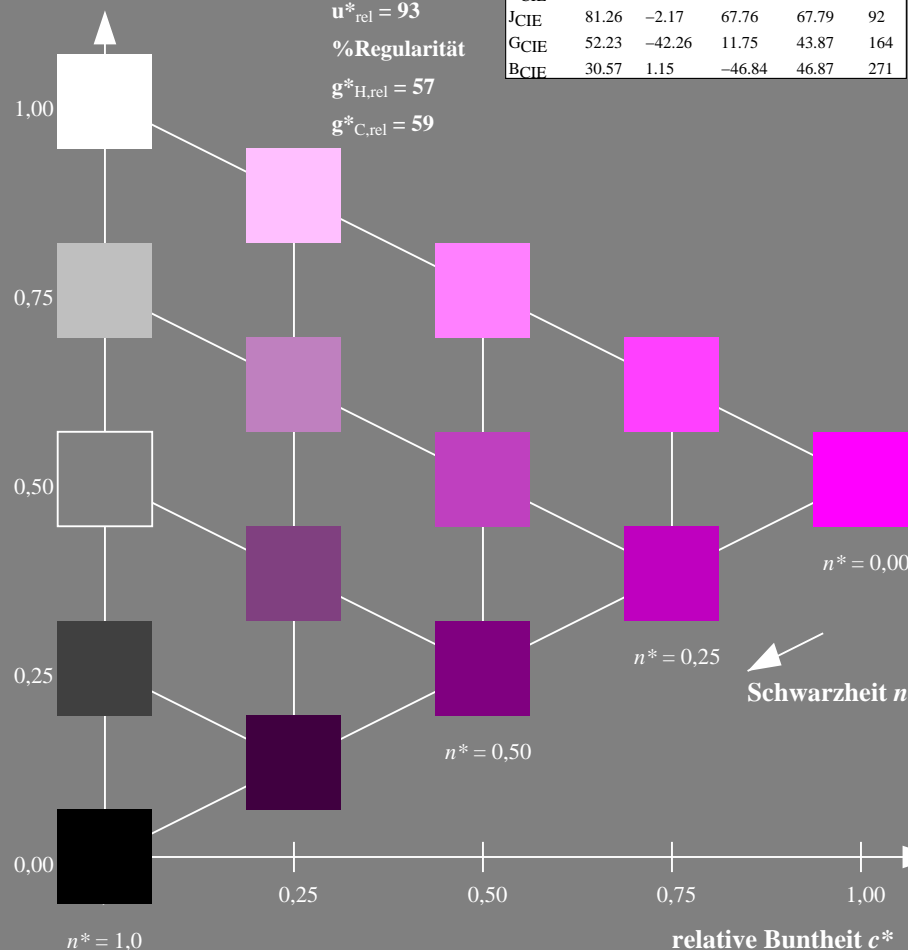 u*rel = 93
%Regularität
g*H,rel = 57
g*C,rel = 59
CIE
JCIE 81.26 −2.17 67.76 67.79 92
GCIE 52.23 −42.26 11.75 43.87 164
BCIE 30.57 1.15 −46.84 46.87 271
1,00
0,75
0,50
0,25
0,00
n* = 0,00
n* = 0,25
Schwarzheit n
n* = 0,50
0,25 0,50 0,75 1,00
n* = 1,0
relative Buntheit c*